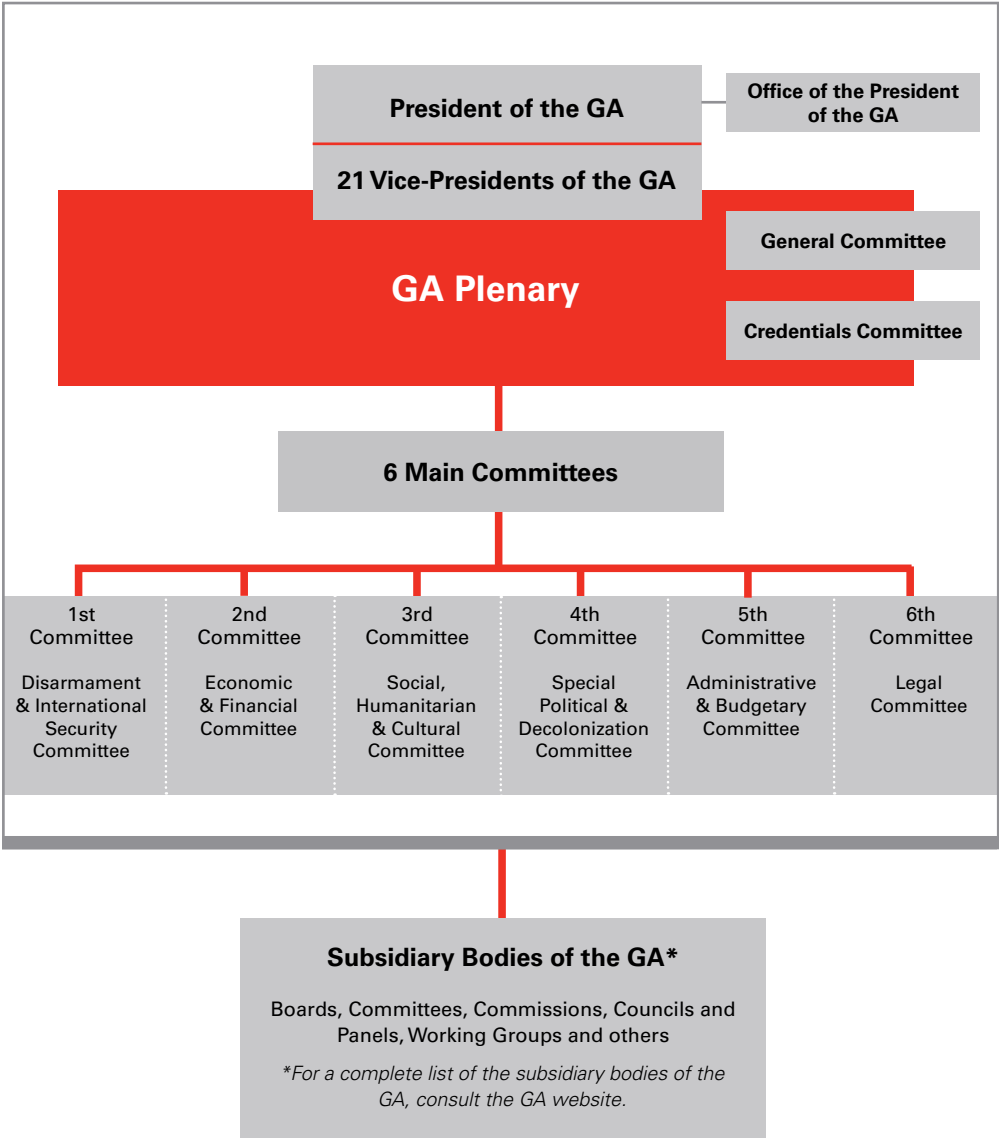 President of the GA
Office of the President
of the GA
21 Vice-Presidents of the GA
General Committee
GA Plenary
Credentials Committee
6 Main Committees
1st
Committee
Disarmament
& International
Security
Committee
2nd
Committee
Economic
& Financial
Committee
3rd
Committee
Social,
Humanitarian
& Cultural
Committee
4th
Committee
Special
Political &
Decolonization
Committee
5th
Committee
Administrative
& Budgetary
Committee
6th
Committee
Legal
Committee
Subsidiary Bodies of the GA*
Boards, Committees, Commissions, Councils and
Panels, Working Groups and others
*For a complete list of the subsidiary bodies of the
GA, consult the GA website.